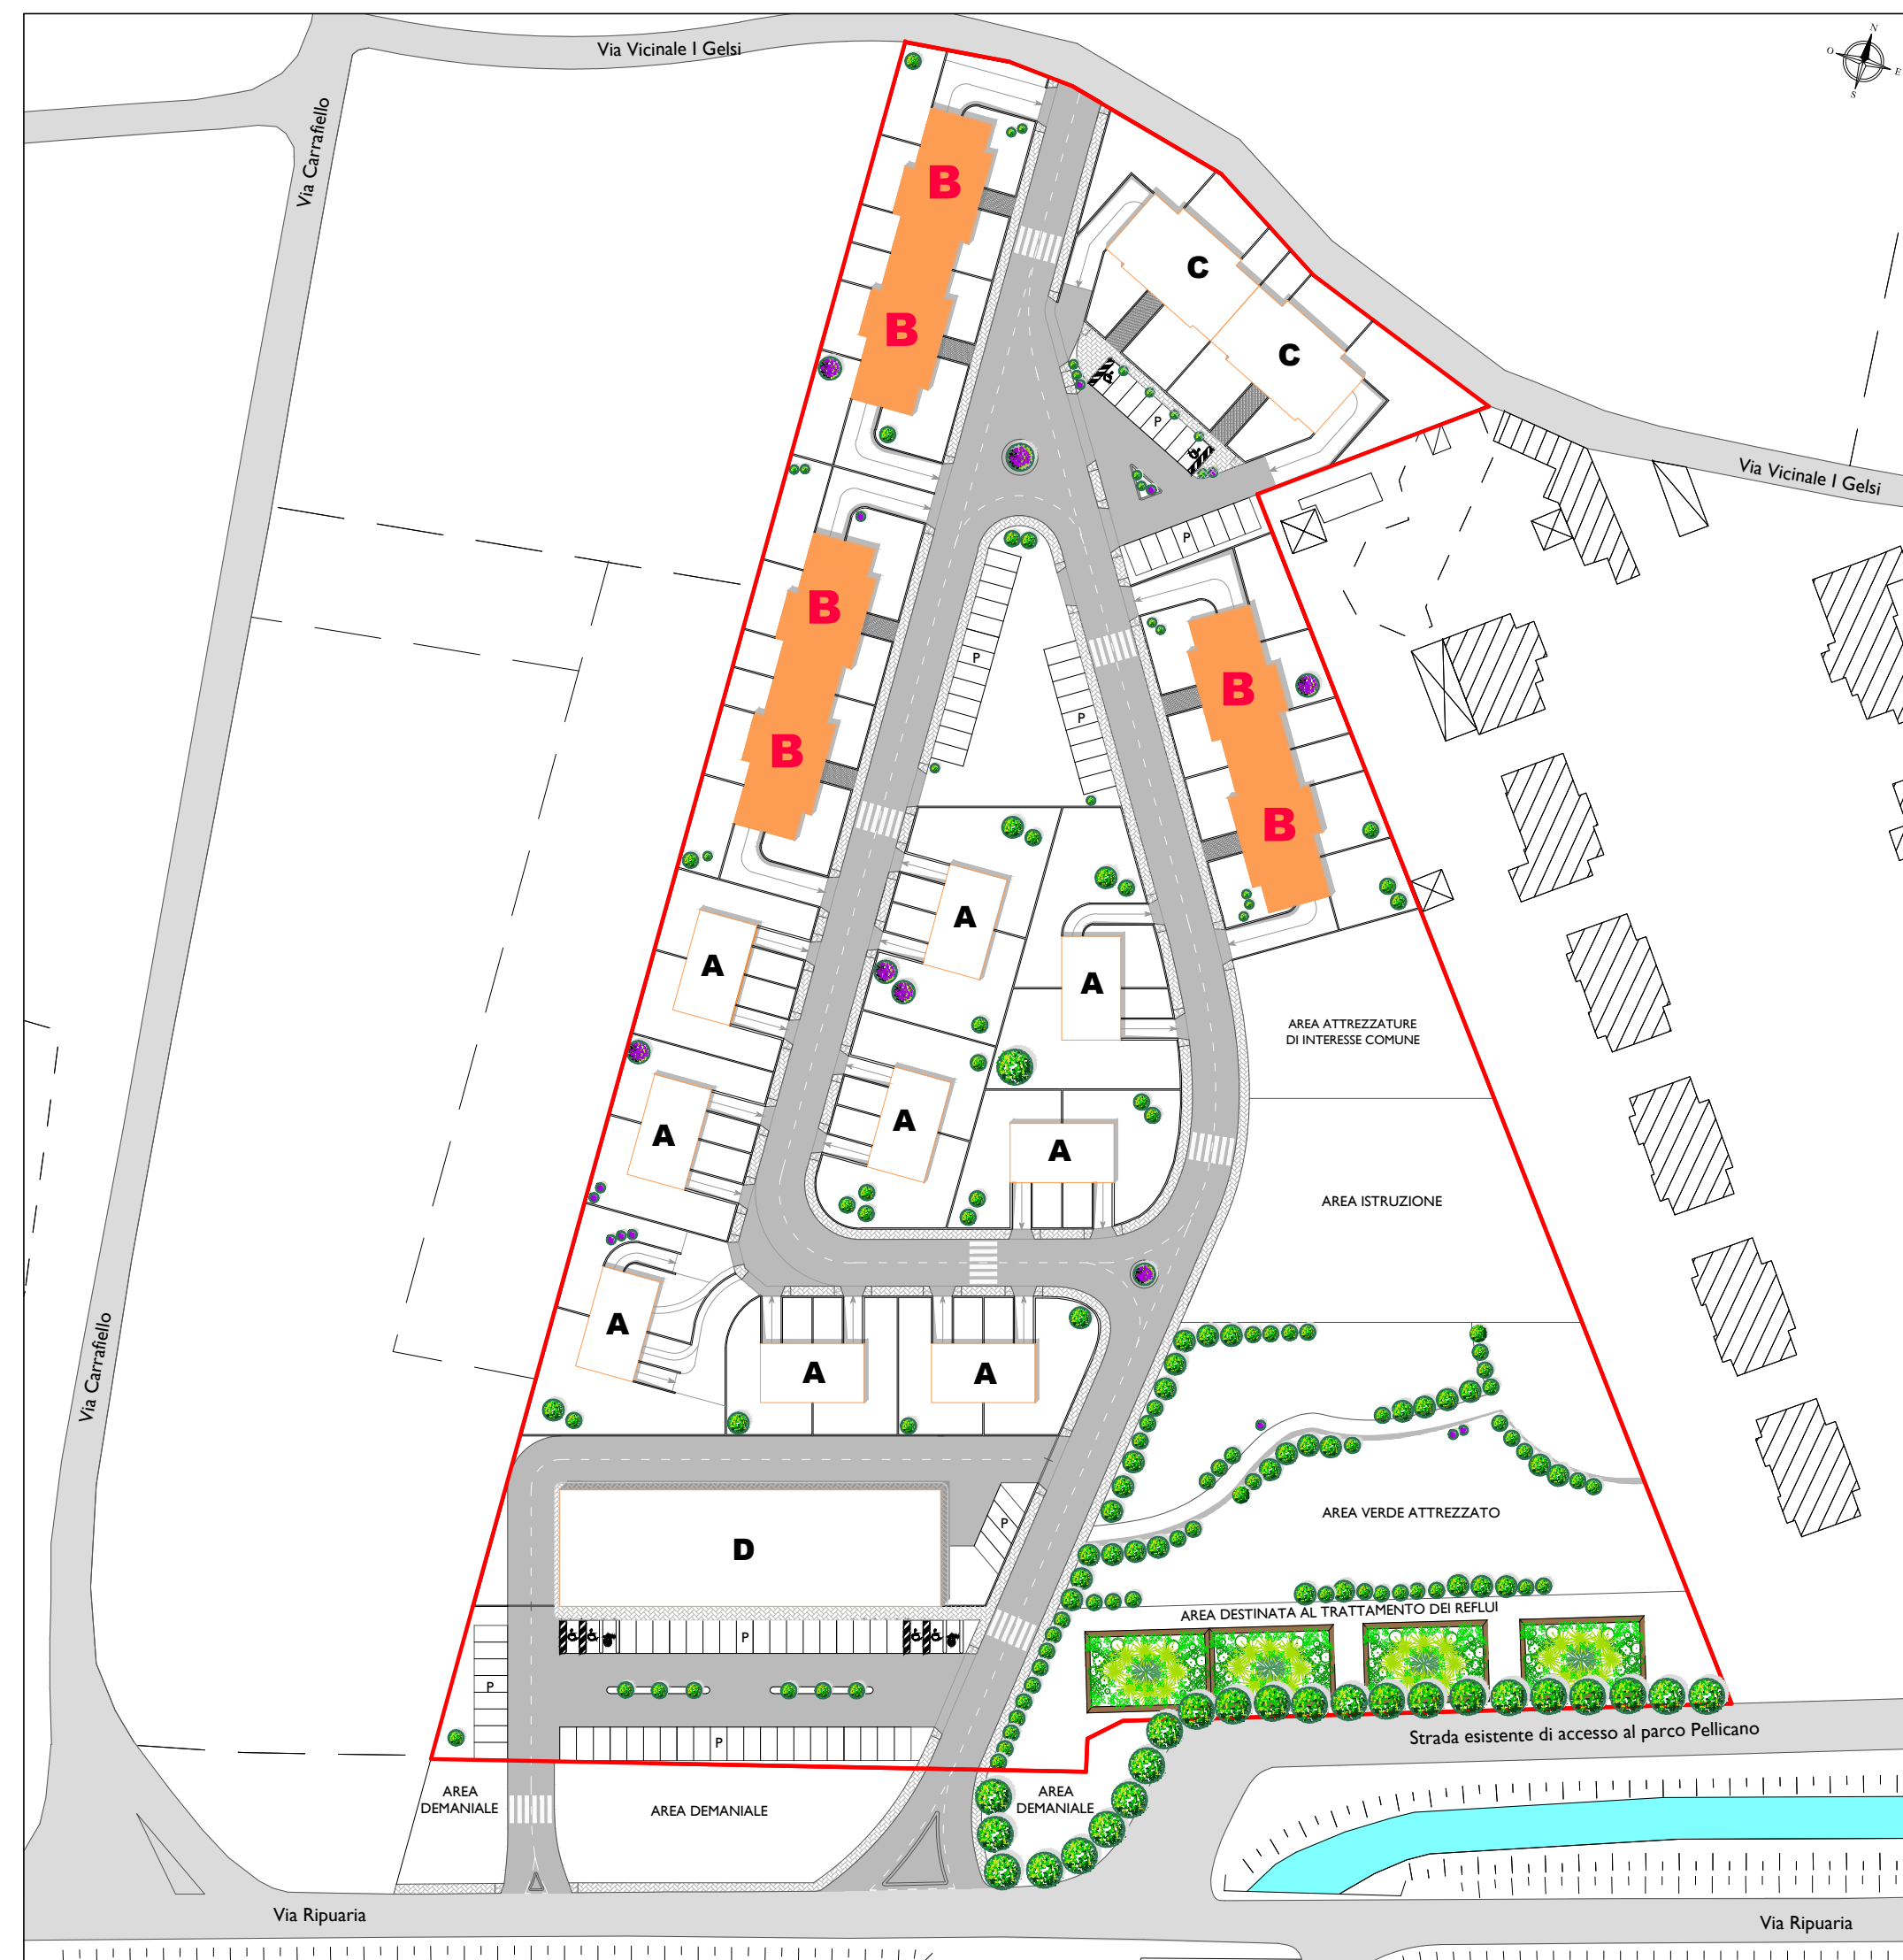 Via Vicinale I Gelsi
N
O
E
S
Via Carrafiello
B
C
B
C
P
Via Vicinale I Gelsi
P
B
P
B
P
B
B
A
A
A
AREA ATTREZZATURE
DI INTERESSE COMUNE
A
A
A
AREA ISTRUZIONE
A
A
A
Via Carrafiello
AREA VERDE ATTREZZATO
P
D
AREA DESTINATA AL TRATTAMENTO DEI REFLUI
P
P
P
Strada esistente di accesso al parco Pellicano
AREA
DEMANIALE
AREA DEMANIALE
AREA
DEMANIALE
Via Ripuaria
Via Ripuaria